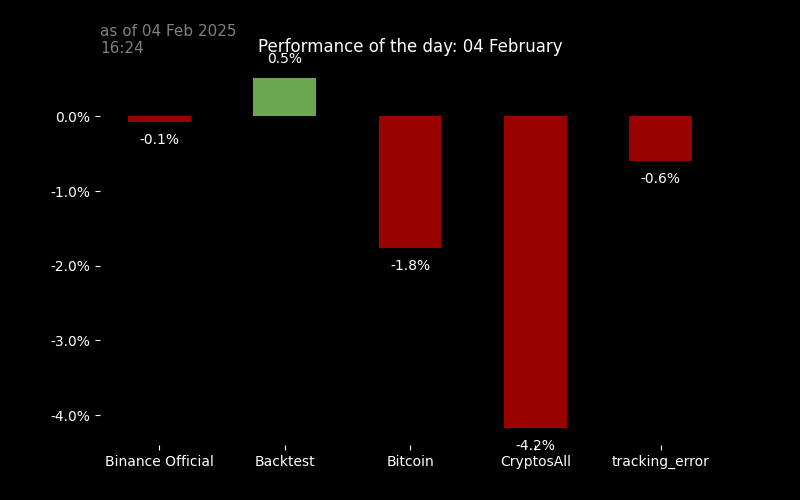 as of 04 Feb 2025
16:24
Performance of the day: 04 February
0.5%
0.0%
-0.1%
-1.0%
-0.6%
-2.0%
-1.8%
-3.0%
-4.0%
-4.2%
Binance Official
Backtest
Bitcoin
CryptosAll
tracking_error